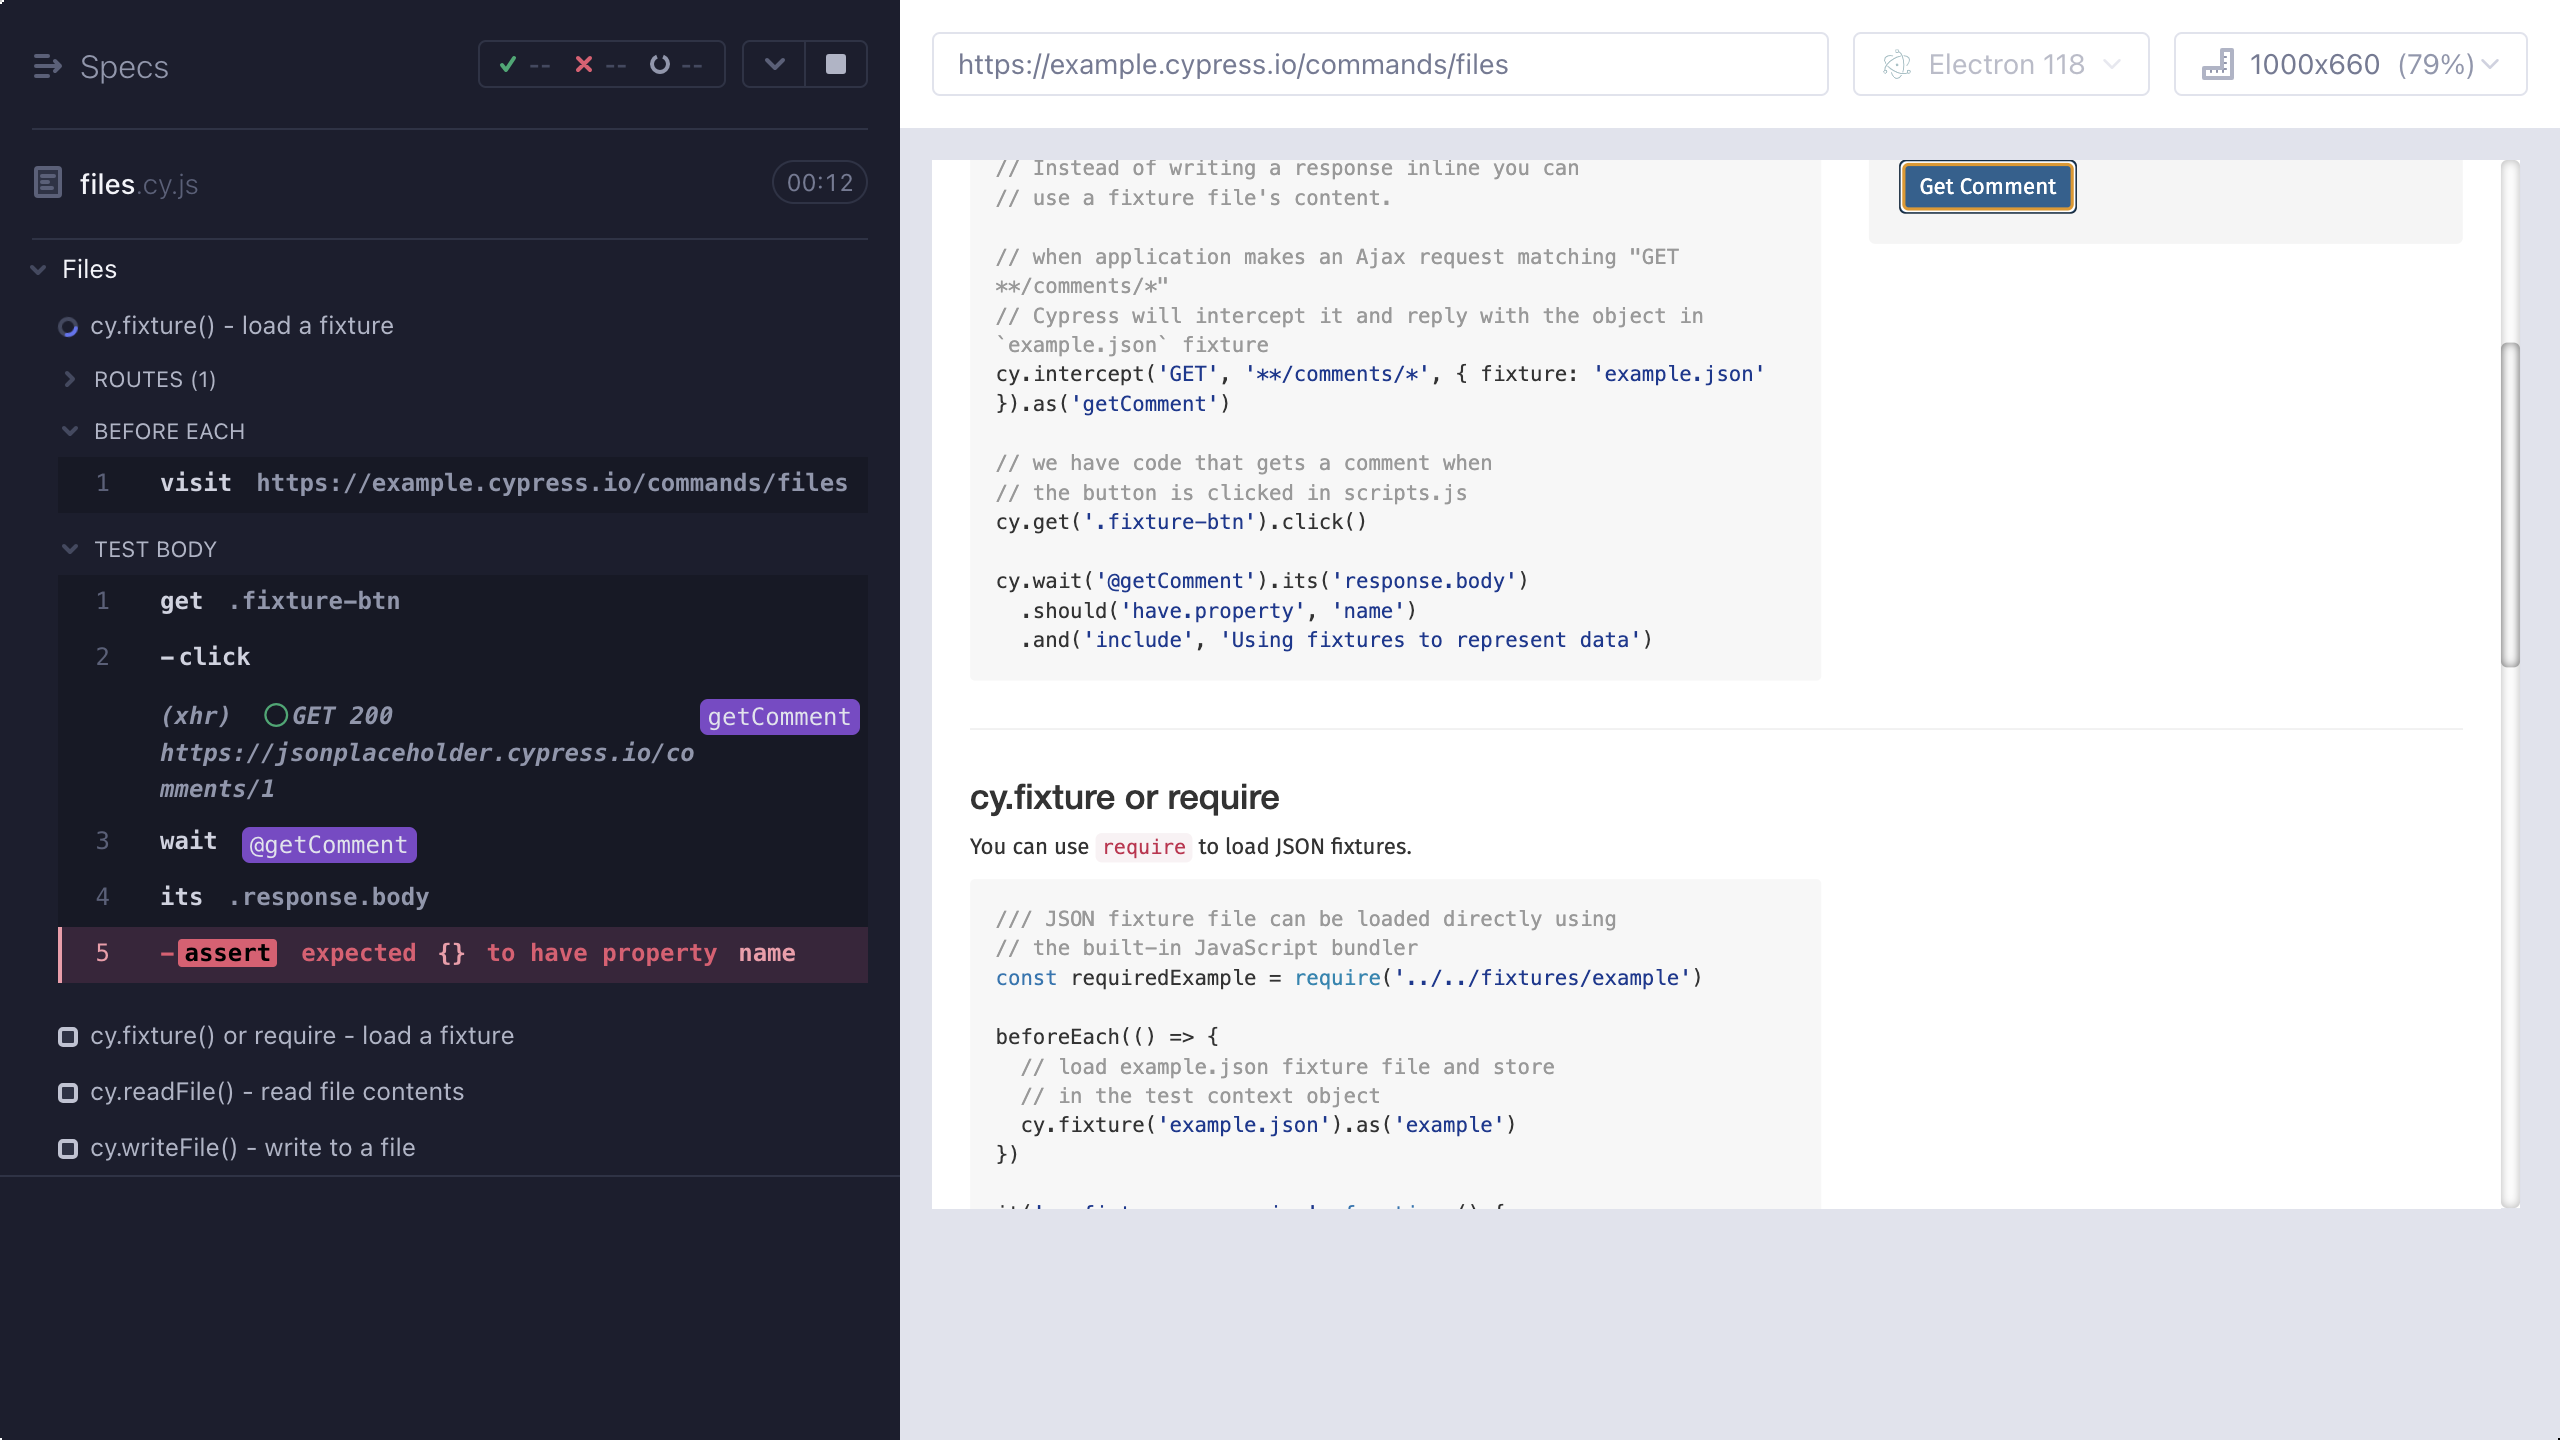 Specs
-- -- --
files.cy.js
00:12
Files
cy.fixture() - load a fixture
ROUTES (1)
BEFORE EACH
1 visit https://example.cypress.io/commands/files
TEST BODY
1 get .fixture-btn
2 -click
(xhr) GET 200 getComment
https://jsonplaceholder.cypress.io/co
mments/1
3 wait @getComment
4 its .response.body
5 -assert expected {} to have property name
cy.fixture() or require - load a fixture
cy.readFile() - read file contents
cy.writeFile() - write to a file
https://example.cypress.io/commands/files
Electron 118
1000x660 (79%)
// Instead of writing a response inline you can
// use a fixture file's content.
// when application makes an Ajax request matching "GET
**/comments/*"
// Cypress will intercept it and reply with the object in
`example.json` fixture
cy.intercept('GET', '**/comments/*', { fixture: 'example.json'
}).as('getComment')
// we have code that gets a comment when
// the button is clicked in scripts.js
cy.get('.fixture-btn').click()
cy.wait('@getComment').its('response.body')
.should('have.property', 'name')
.and('include', 'Using fixtures to represent data')
Get Comment
cy.fixture or require
You can use require to load JSON fixtures.
/// JSON fixture file can be loaded directly using
// the built-in JavaScript bundler
const requiredExample = require('../../fixtures/example')
beforeEach(() => {
// load example.json fixture file and store
// in the test context object
cy.fixture('example.json').as('example')
})